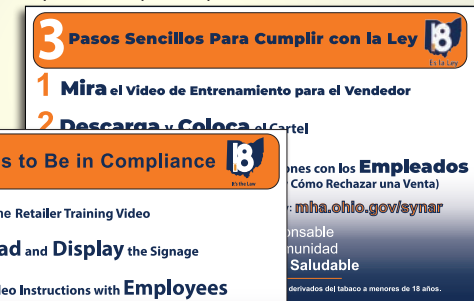 3 Pasos Sencillos Para Cumplir con la Ley
18
Es la Ley
1 Mira el Video de Entrenamiento para el Vendedor
2 Descarga y Coloca el Cartel
ones con los Empleados
Cómo Rechazar una Venta)
mha.ohio.gov/synar
onsable
munidad
Saludable
derivados del tabaco a menores de 18 años.
s to Be in Compliance
18
It's the Law
he Retailer Training Video
ad and Display the Signage
eo Instructions with Employees